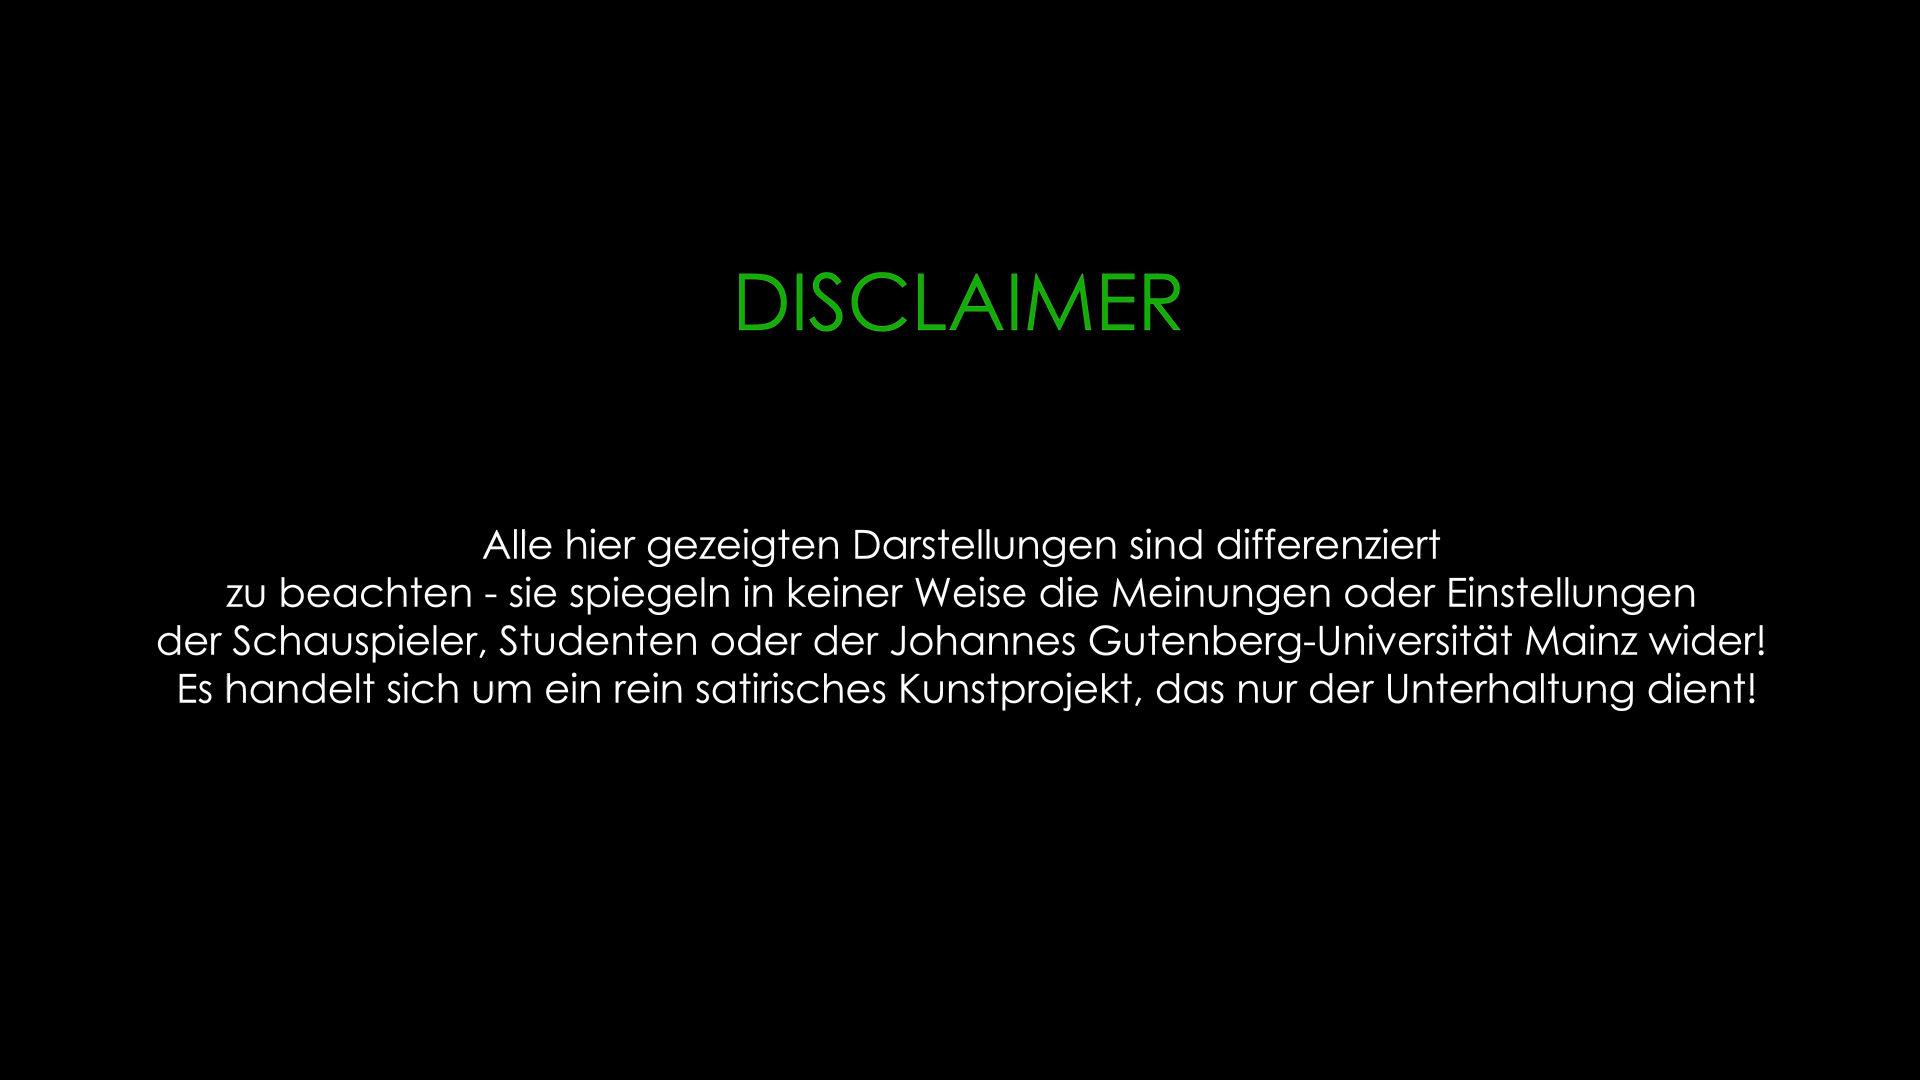 DISCLAIMER
Alle hier gezeigten Darstellungen sind differenziert
zu beachten - sie spiegeln in keiner Weise die Meinungen oder Einstellungen
der Schauspieler, Studenten oder der Johannes Gutenberg-Universität Mainz wider!
Es handelt sich um ein rein satirisches Kunstprojekt, das nur der Unterhaltung dient!